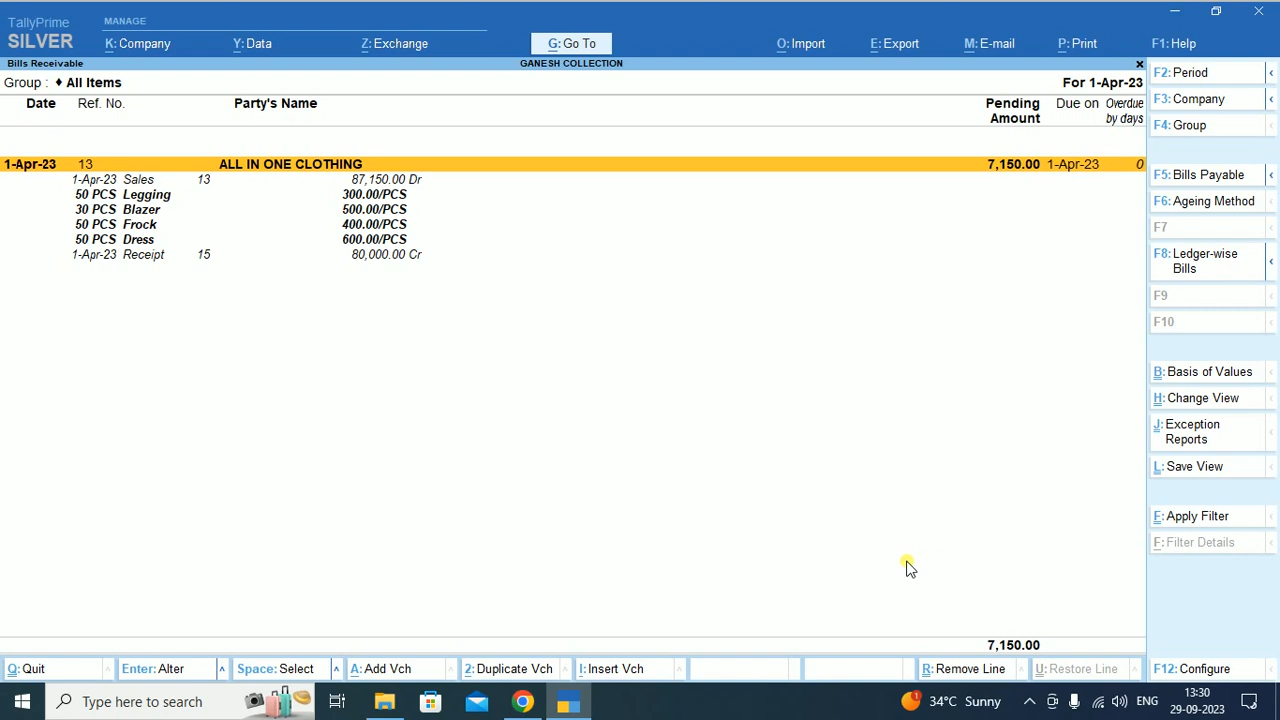 TallyPrime
MANAGE
SILVER
K: Company
Y: Data
Z: Exchange
G: Go To
O: Import
E: Export
M: E-mail
P: Print
F1: Help
Bills Receivable
GANESH COLLECTION
×
Group : ♦ All Items
For 1-Apr-23
Date Ref. No. Party's Name Pending Amount Due on Overdue by days
1-Apr-23 13 ALL IN ONE CLOTHING 7,150.00 1-Apr-23 0
1-Apr-23 Sales 13 87,150.00 Dr
50 PCS Legging 300.00/PCS
30 PCS Blazer 500.00/PCS
50 PCS Frock 400.00/PCS
50 PCS Dress 600.00/PCS
1-Apr-23 Receipt 15 80,000.00 Cr
7,150.00
F2: Period
F3: Company
F4: Group
F5: Bills Payable
F6: Ageing Method
F7
F8: Ledger-wise
Bills
F9
F10
B: Basis of Values
H: Change View
J: Exception
Reports
L: Save View
F: Apply Filter
F: Filter Details
Q: Quit
Enter: Alter
Space: Select
A: Add Vch
2: Duplicate Vch
I: Insert Vch
R: Remove Line
U: Restore Line
F12: Configure
Type here to search
1
34°C Sunny
ENG
13:30
29-09-2023